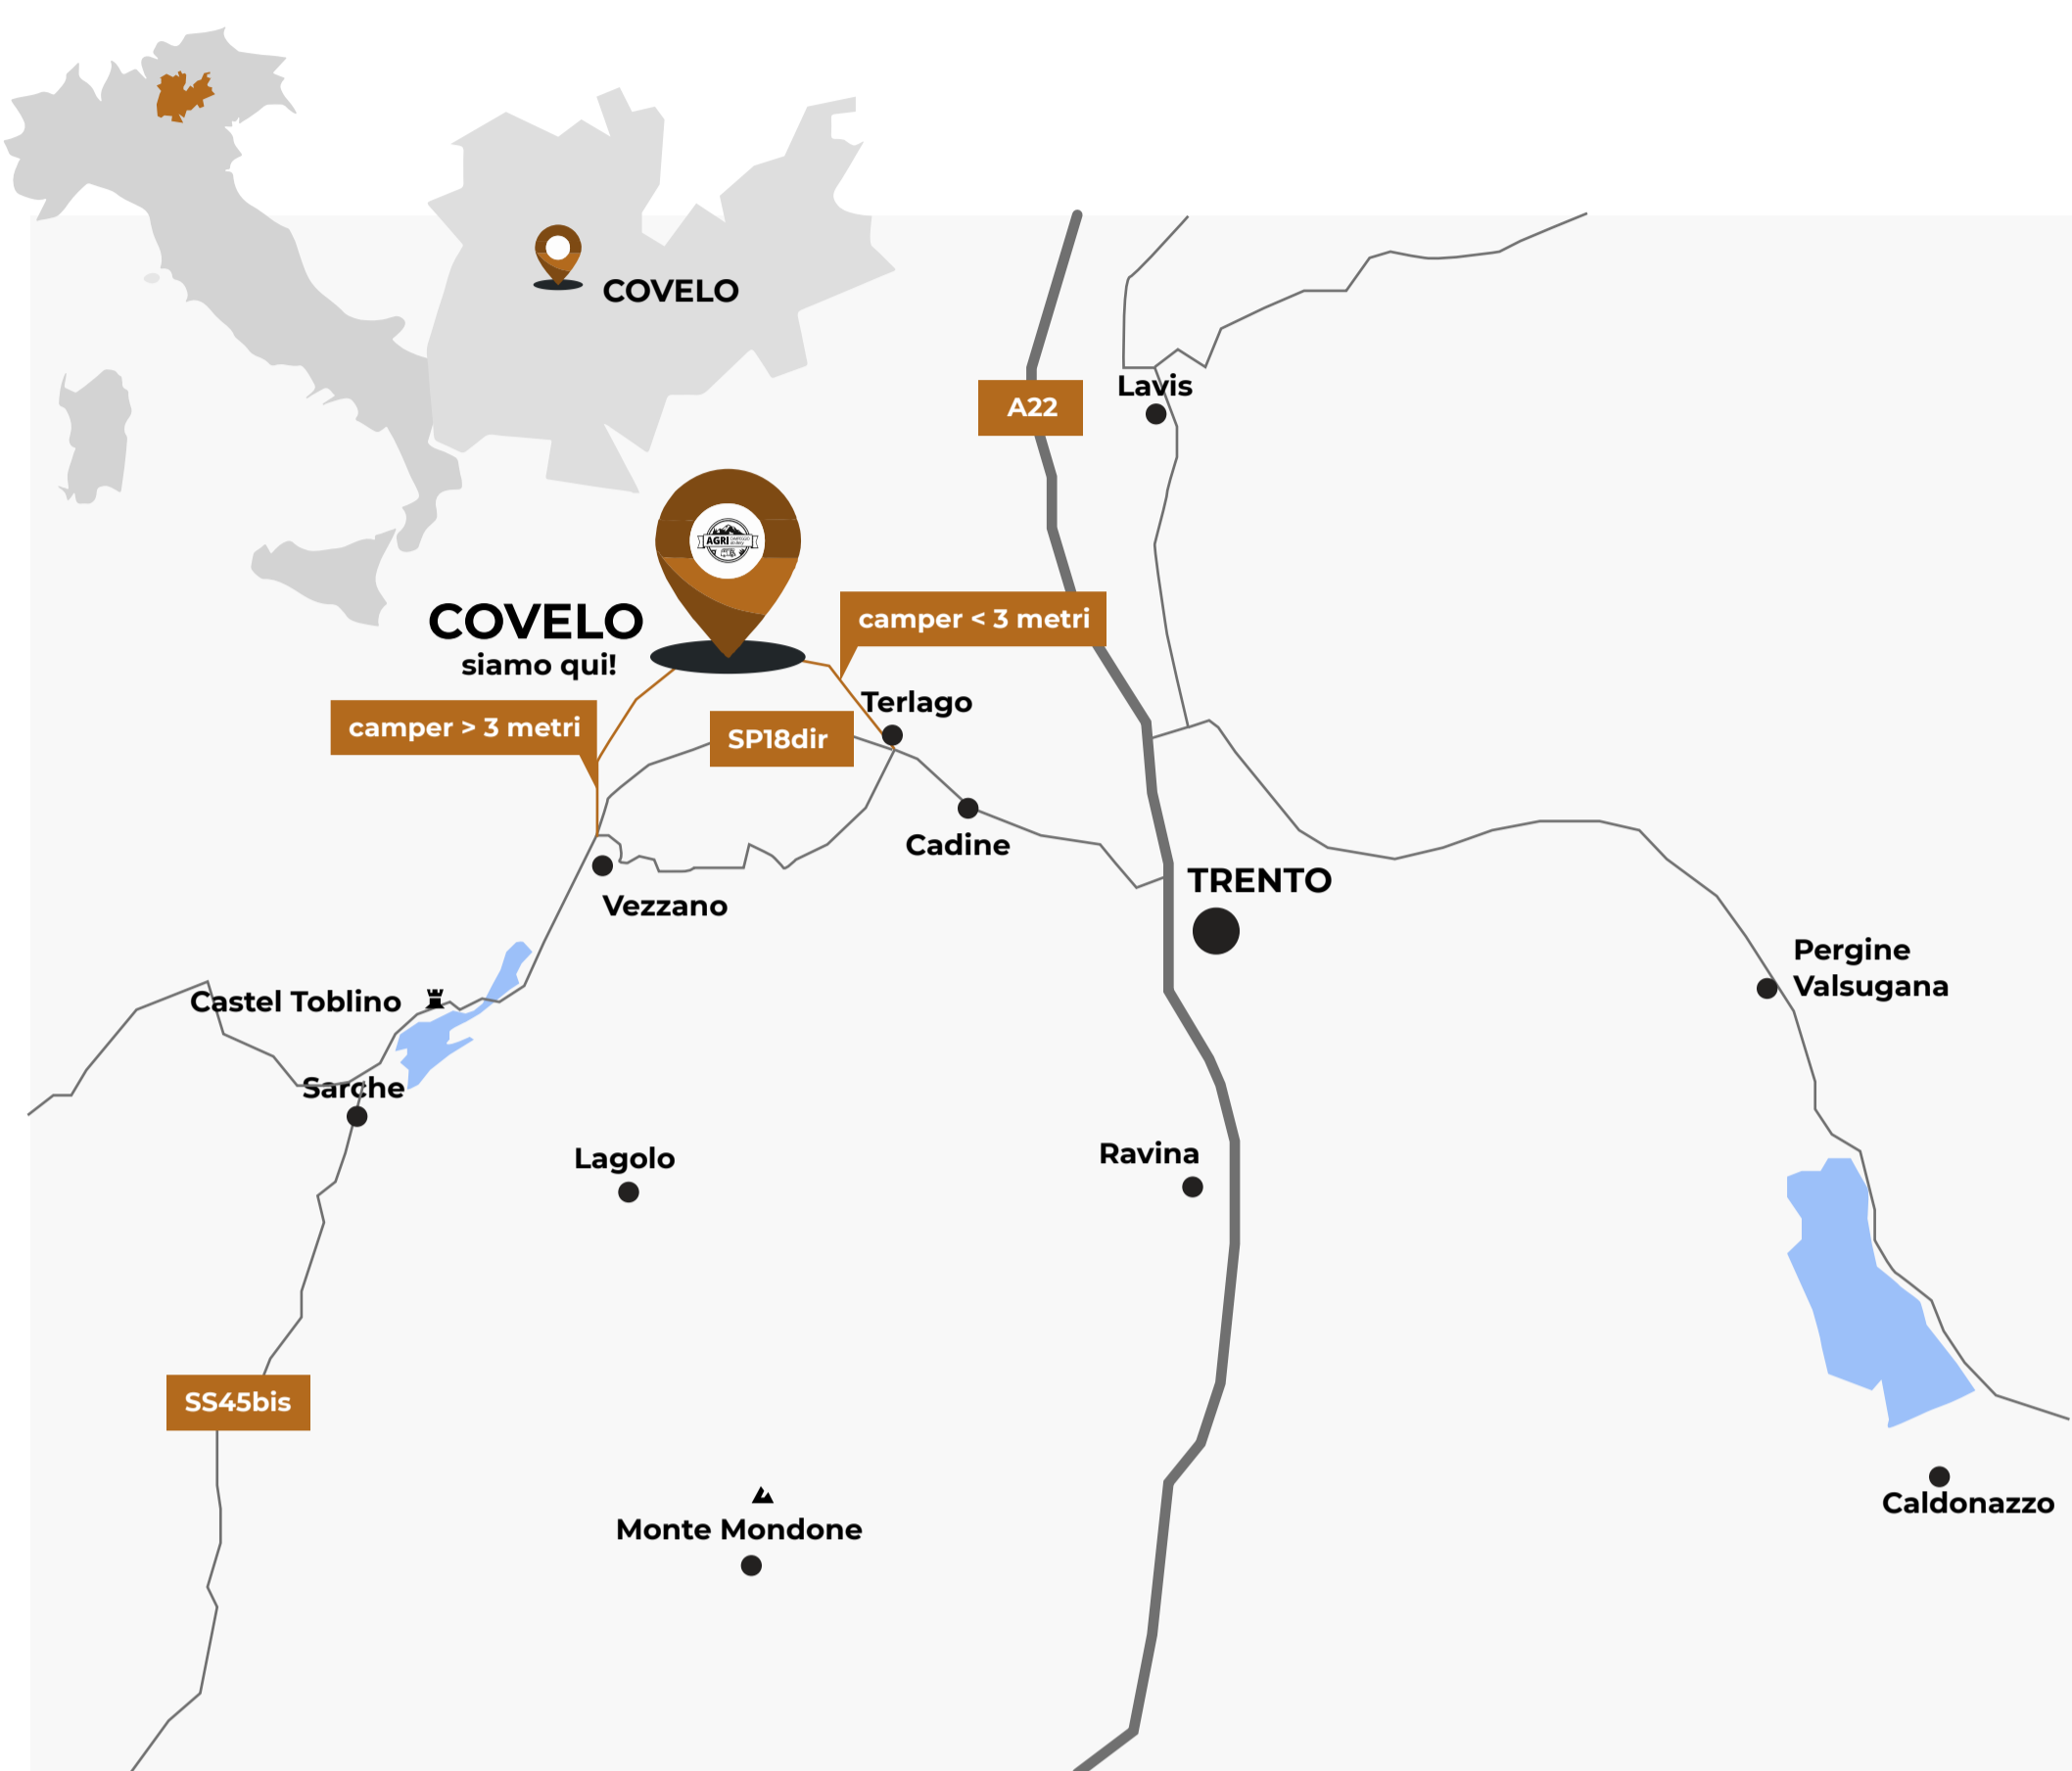 COVELO
A22
Lavis
AGRI
COVELO
siamo qui!
camper < 3 metri
camper > 3 metri
Terlago
SP18dir
Cadine
TRENTO
Vezzano
Pergine
Valsugana
Castel Toblino
Sarche
Lagolo
Ravina
SS45bis
Monte Mondone
Caldonazzo